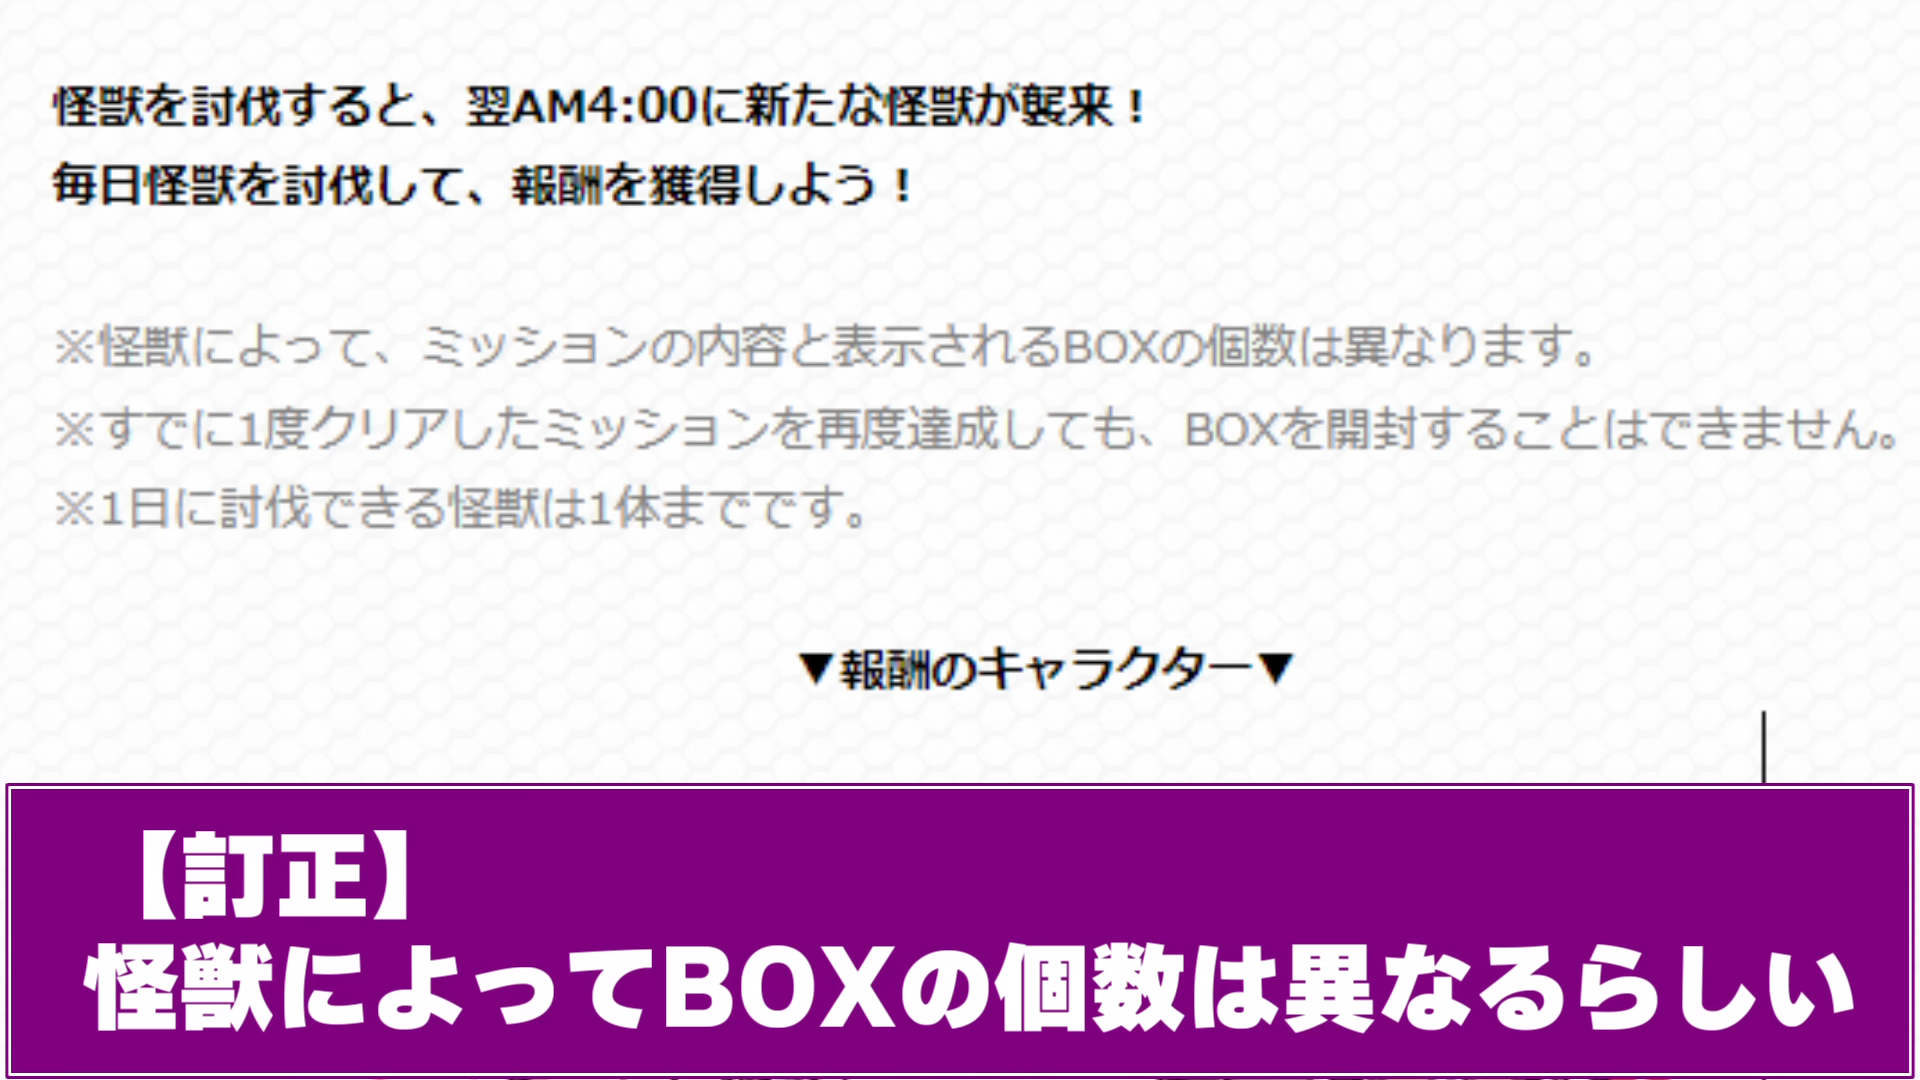 怪獣を討伐すると、翌AM4:00に新たな怪獣が襲来！
毎日怪獣を討伐して、報酬を獲得しよう！
※怪獣によって、ミッションの内容と表示されるBOXの個数は異なります。
※すでに1度クリアしたミッションを再度達成しても、BOXを開封することはできません。
※1日に討伐できる怪獣は1体までです。
▼報酬のキャラクター▼
【訂正】
怪獣によってBOXの個数は異なるらしい